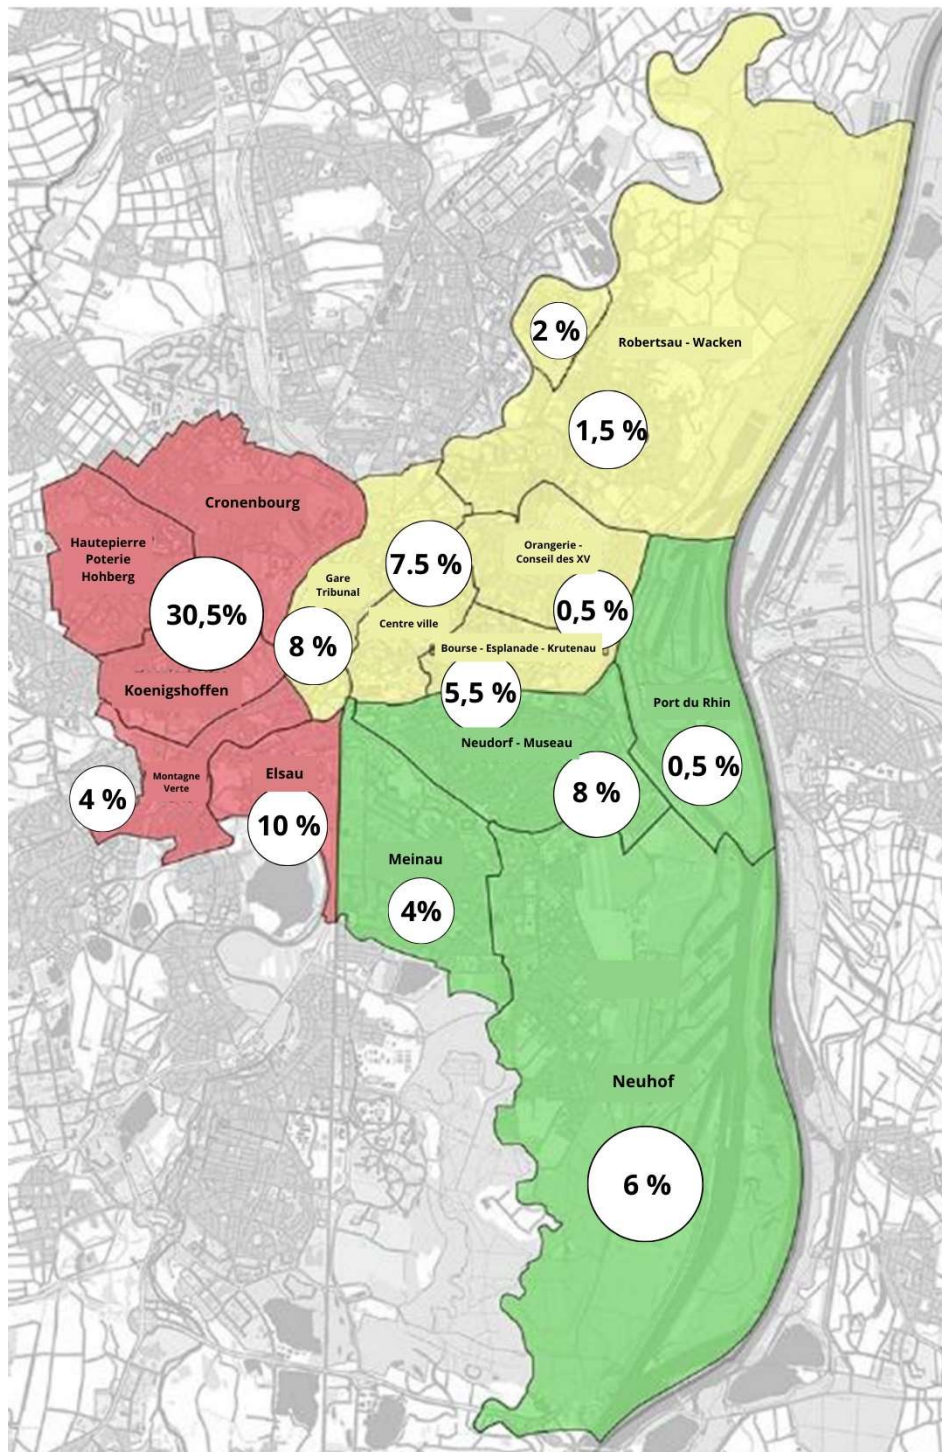 2 %
Robertsau - Wacken
1,5 %
Cronenbourg
Hautepierre
Poterie
Hohberg
30,5%
Koenigshoffen
Gare
Tribunal
8 %
7.5 %
Centre ville
Orangerie -
Conseil des XV
0,5 %
Bourse - Esplanade - Krutenau
5,5 %
Port du Rhin
0,5 %
Neudorf - Museau
8 %
Montagne
Verte
4 %
Elsau
10 %
Meinau
4%
Neuhof
6 %